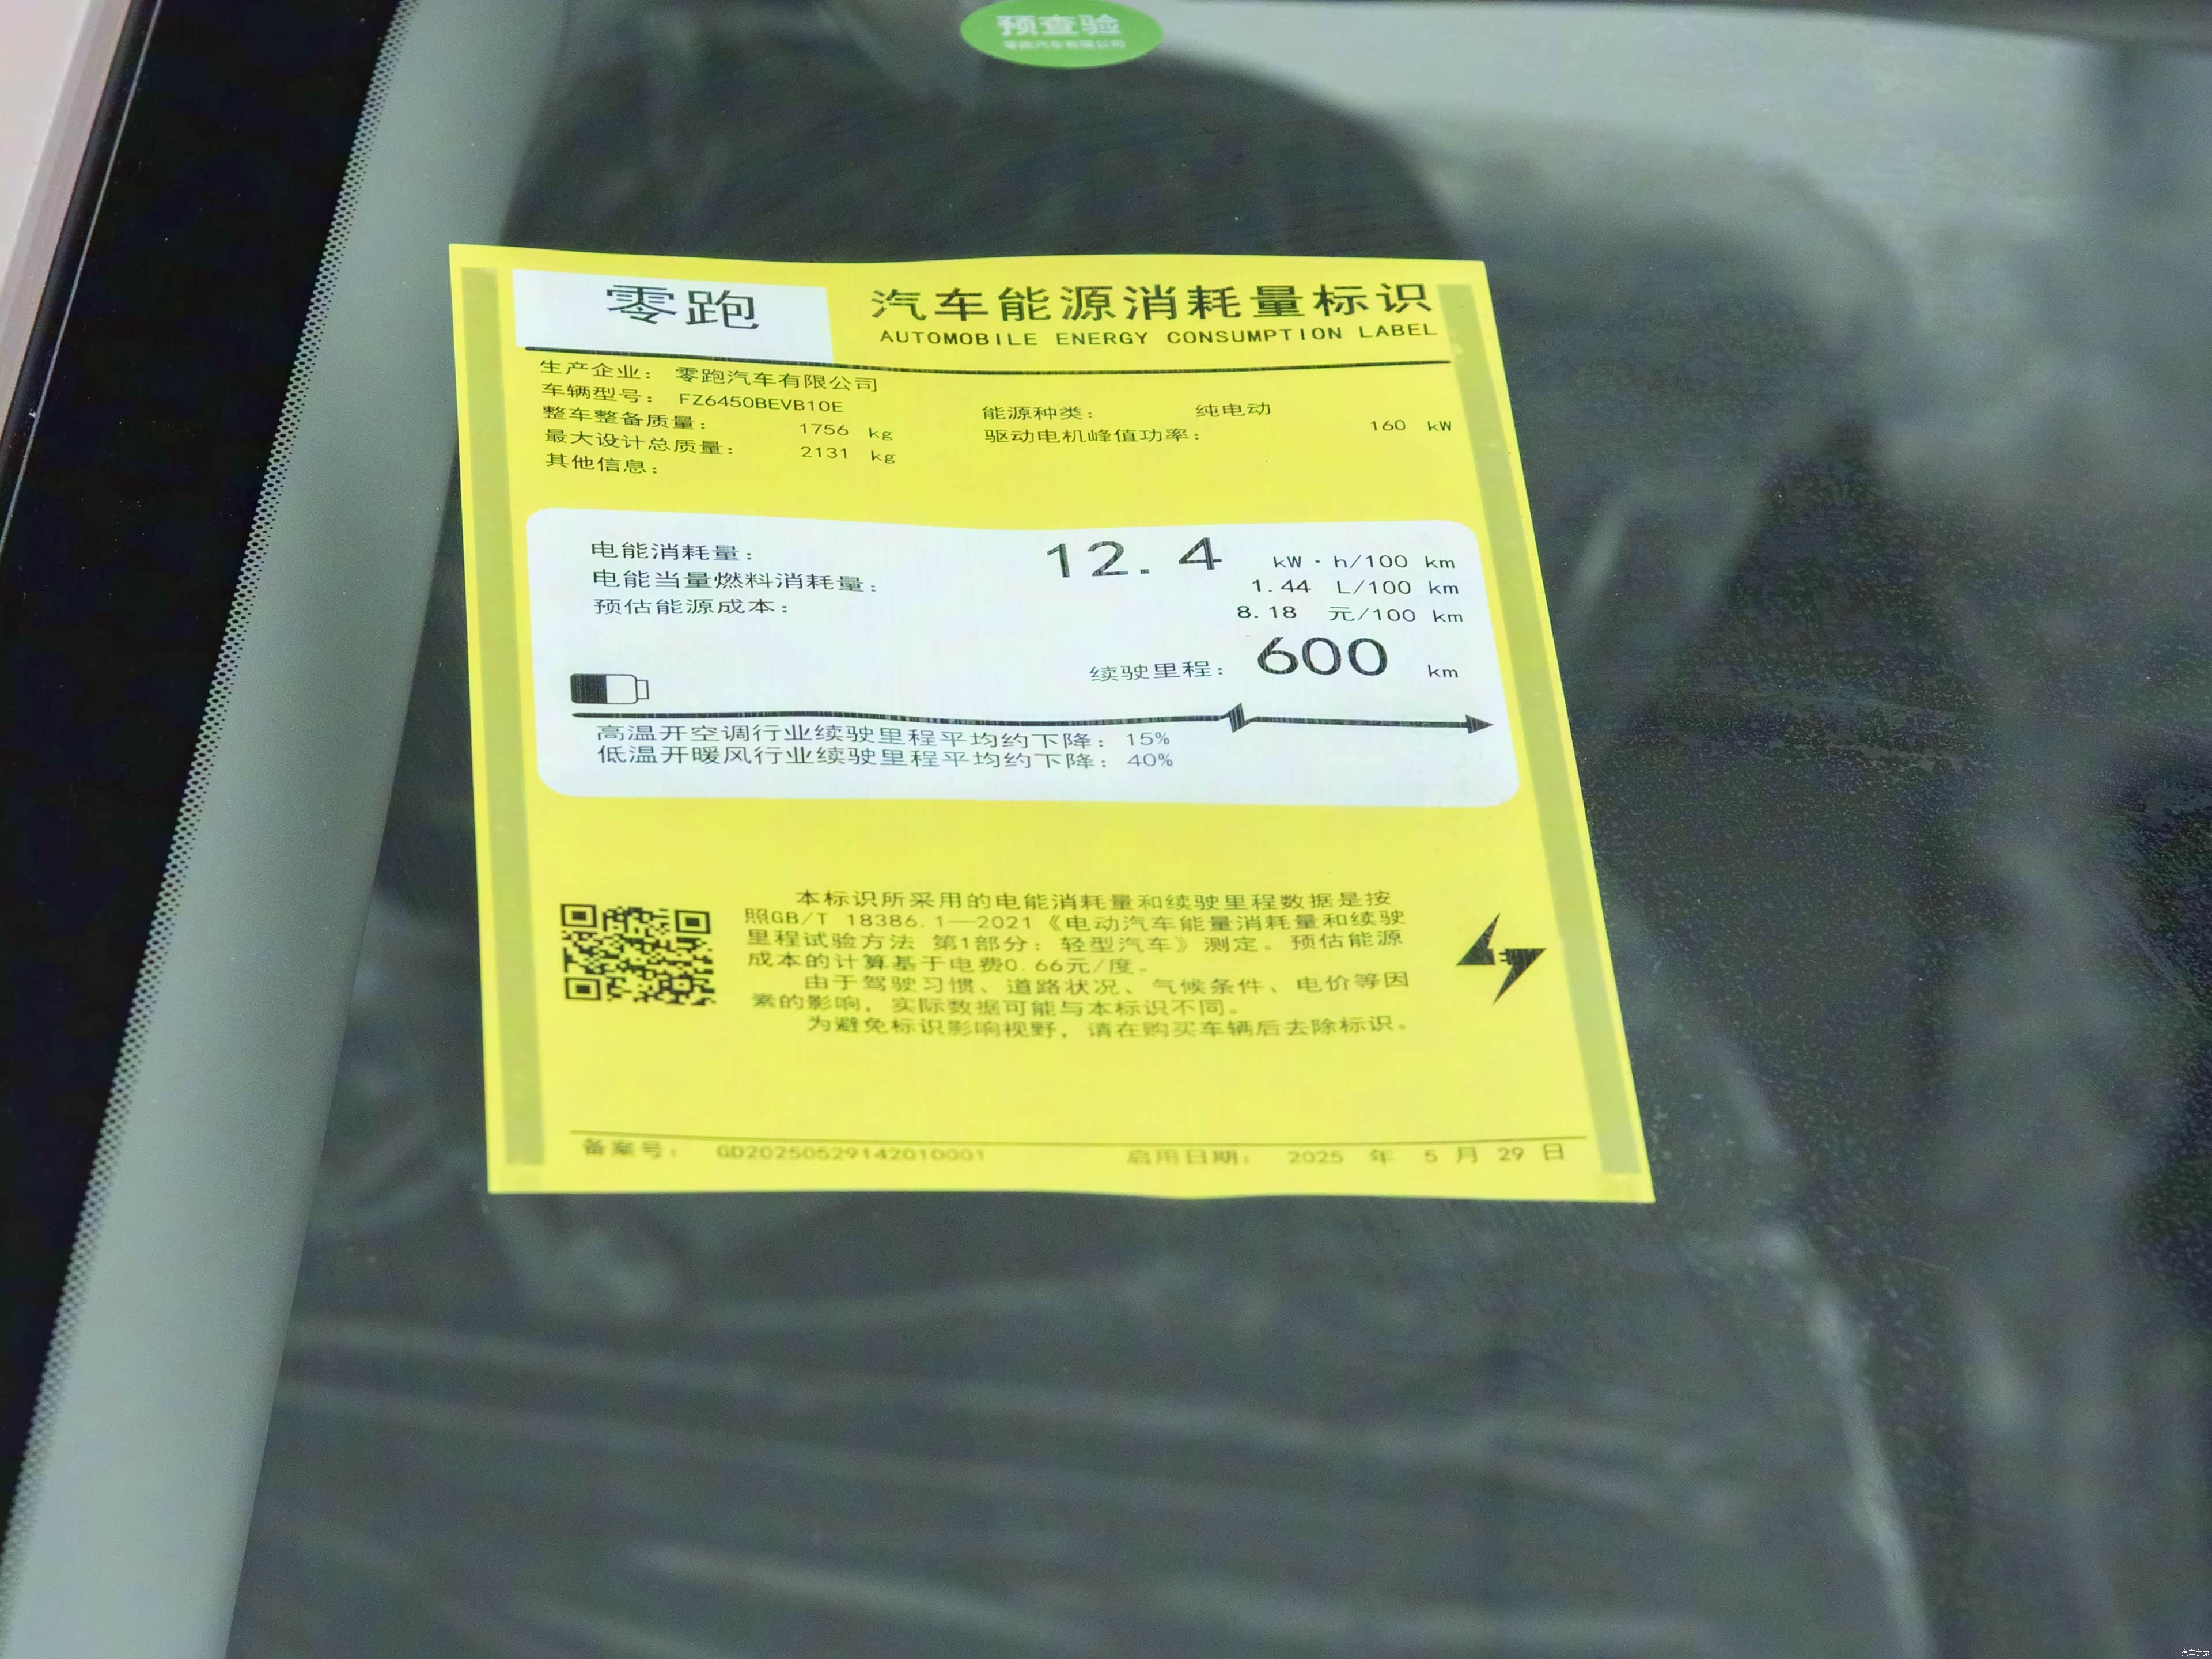 预查验
零跑汽车有限公司
零跑
汽车能源消耗量标识
AUTOMOBILE ENERGY CONSUMPTION LABEL
生产企业: 零跑汽车有限公司
车辆型号: FZ6450BEVB10E
能源种类: 纯电动
整车整备质量: 1756 kg
驱动电机峰值功率: 160 kW
最大设计总质量: 2131 kg
其他信息:
电能消耗量: 12.4 kW·h/100 km
电能当量燃料消耗量: 1.44 L/100 km
预估能源成本: 8.18 元/100 km
续驶里程: 600 km
高温开空调行业续驶里程平均约下降: 15%
低温开暖风行业续驶里程平均约下降: 40%
本标识所采用的电能消耗量和续驶里程数据是按
照GB/T 18386.1—2021《电动汽车能量消耗量和续驶
里程试验方法 第1部分: 轻型汽车》测定。预估能源
成本的计算基于电费0.66元/度。
由于驾驶习惯、道路状况、气候条件、电价等因
素的影响, 实际数据可能与本标识不同。
为避免标识影响视野, 请在购买车辆后去除标识。
备案号: GD20250529142010001 启用日期: 2025 年 5 月 29 日
汽车之家